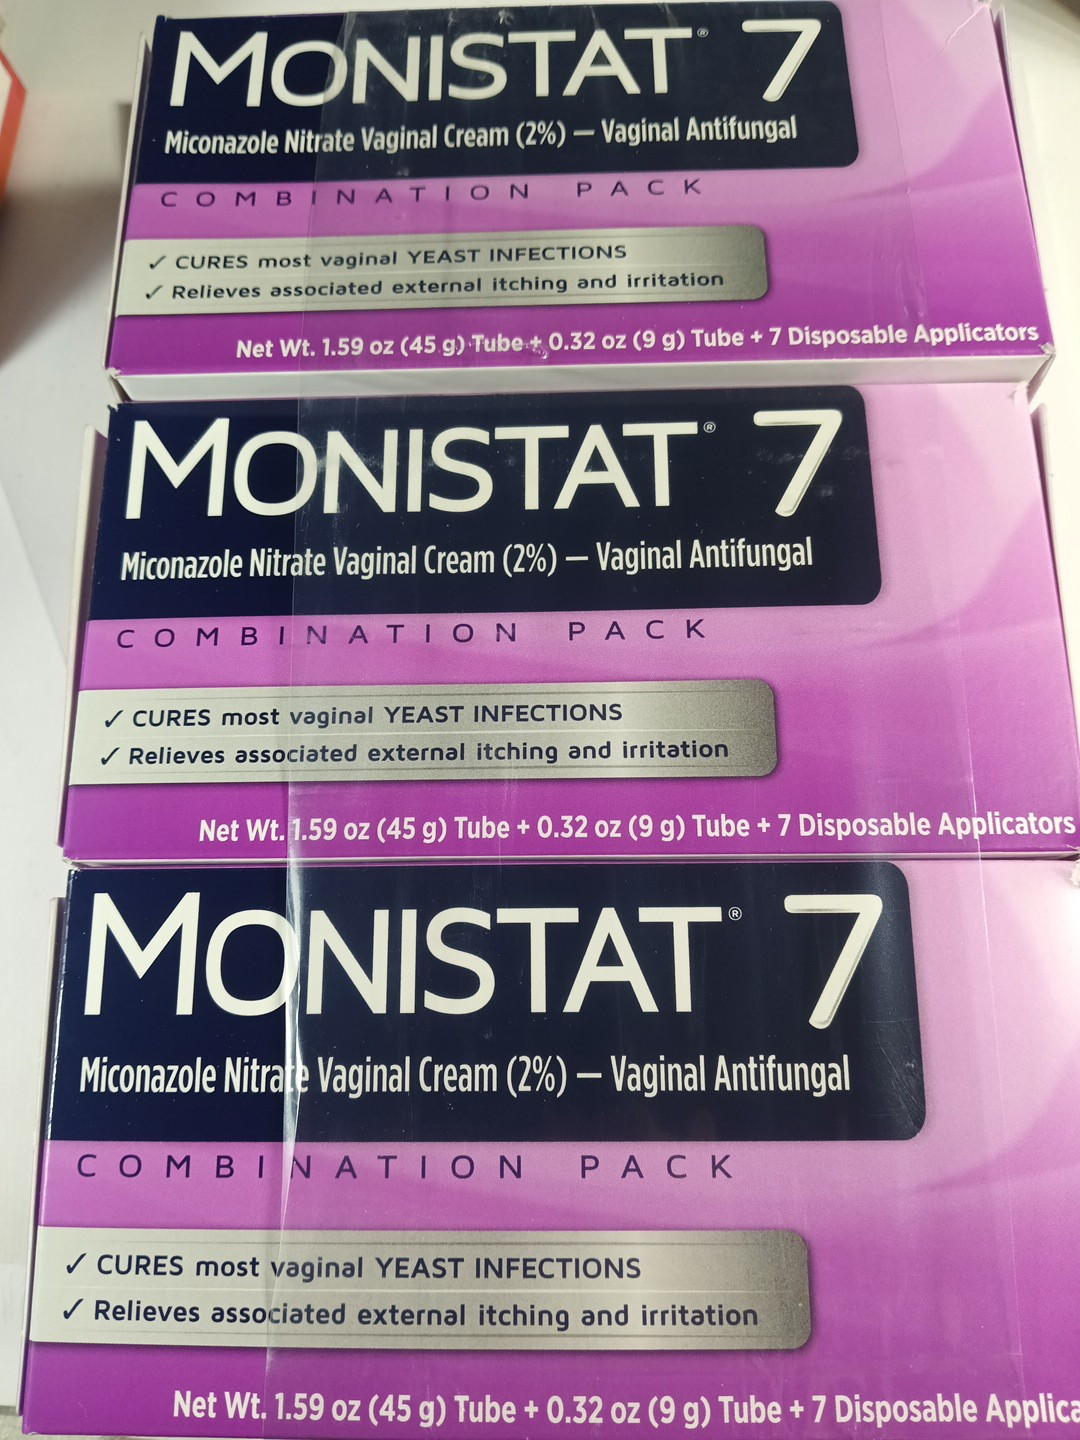 MONISTAT® 7
Miconazole Nitrate Vaginal Cream (2%) — Vaginal Antifungal
COMBINATION PACK
✓ CURES most vaginal YEAST INFECTIONS
✓ Relieves associated external itching and irritation
Net Wt. 1.59 oz (45 g) Tube + 0.32 oz (9 g) Tube + 7 Disposable Applicators
MONISTAT® 7
Miconazole Nitrate Vaginal Cream (2%) — Vaginal Antifungal
COMBINATION PACK
✓ CURES most vaginal YEAST INFECTIONS
✓ Relieves associated external itching and irritation
Net Wt. 1.59 oz (45 g) Tube + 0.32 oz (9 g) Tube + 7 Disposable Applicators
MONISTAT® 7
Miconazole Nitrate Vaginal Cream (2%) — Vaginal Antifungal
COMBINATION PACK
✓ CURES most vaginal YEAST INFECTIONS
✓ Relieves associated external itching and irritation
Net Wt. 1.59 oz (45 g) Tube + 0.32 oz (9 g) Tube + 7 Disposable Applica